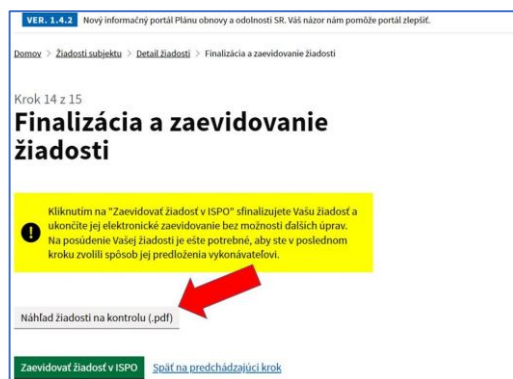 VER. 1.4.2 Nový informačný portál Plánu obnovy a odolnosti SR. Váš názor nám pomôže portál zlepšiť.
Domov > Žiadosti subjektu > Detail žiadosti > Finalizácia a zaevidovanie žiadosti
Krok 14 z 15
Finalizácia a zaevidovanie
žiadosti
Kliknutím na "Zaevidovať žiadosť v ISPO" sfinalizujete Vašu žiadosť a
ukončíte jej elektronické zaevidovanie bez možnosti ďalších úprav.
Na posúdenie Vašej žiadosti je ešte potrebné, aby ste v poslednom
kroku zvolili spôsob jej predloženia vykonávateľovi.
Náhľad žiadosti na kontrolu (.pdf)
Zaevidovať žiadosť v ISPO Späť na predchádzajúci krok